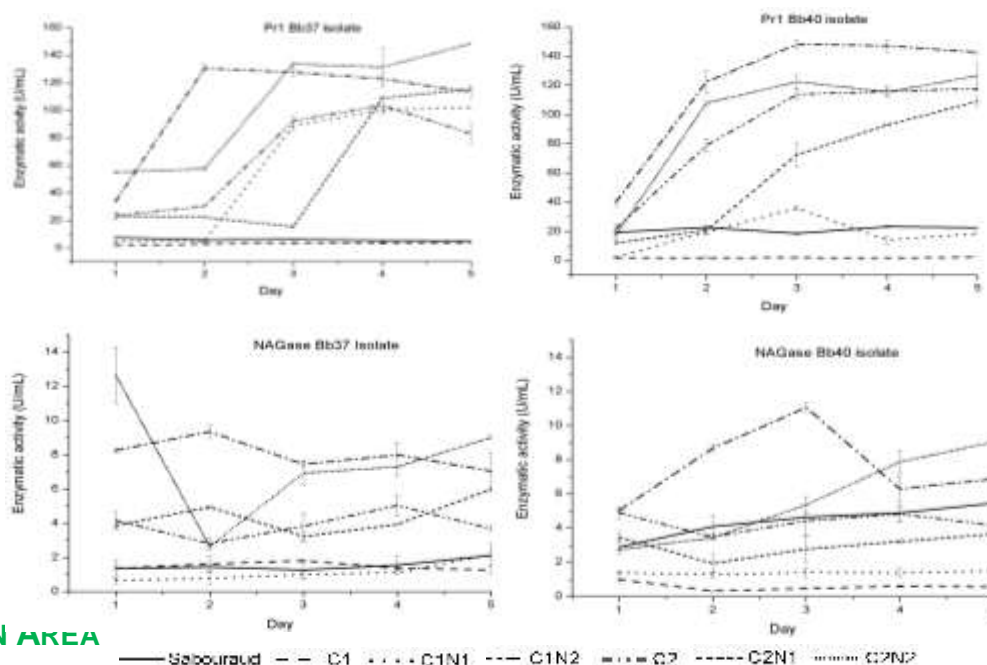 Pr1 Bb37 isolate
Enzymatic activity (U/mL)
160
140
120
100
80
60
40
20
0
1 2 3 4 5
Day
Pr1 Bb40 isolate
Enzymatic activity (U/mL)
160
140
120
100
80
60
40
20
0
1 2 3 4 5
Day
NAGase Bb37 Isolate
Enzymatic activity (U/mL)
14
12
10
8
6
4
2
0
1 2 3 4 5
Day
NAGase Bb40 isolate
Enzymatic activity (U/mL)
14
12
10
8
6
4
2
0
1 2 3 4
Day
AREA
Sabouraud C1 C1N1 C1N2 C2 C2N1 C2N2